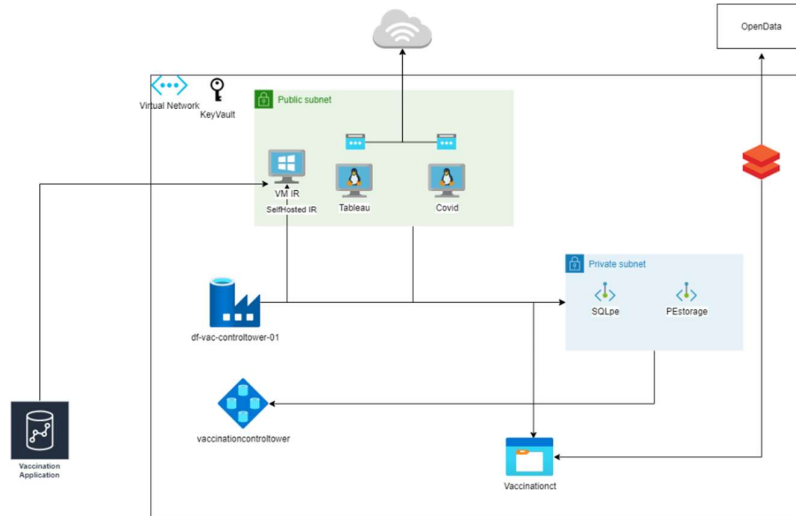 OpenData
Virtual Network
KeyVault
Public subnet
VM IR
SelfHosted IR
Tableau
Covid
Private subnet
SQLpe
PEstorage
df-vac-controltower-01
vaccinationcontroltower
Vaccination
Application
Vaccinationct